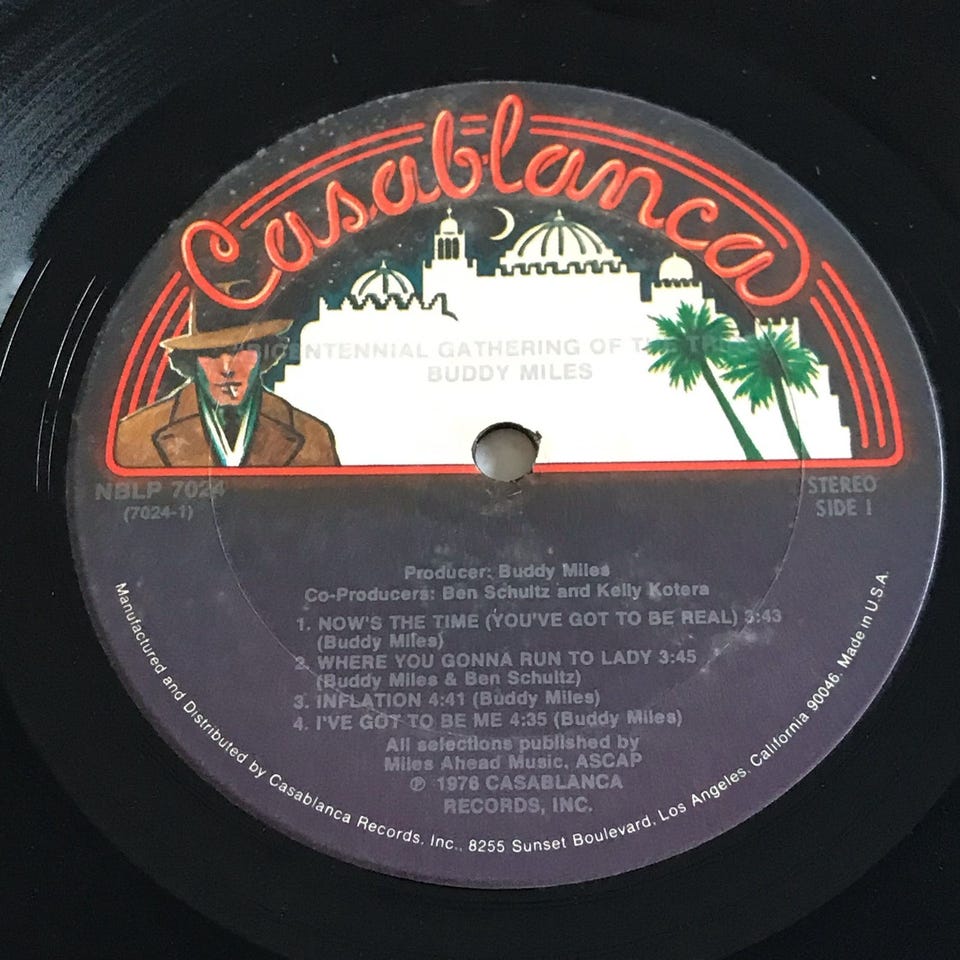 Casablanca
BICENTENNIAL GATHERING OF THE TRIBES
BUDDY MILES
NBLP 7024
(7024-1)
STEREO
SIDE 1
Producer: Buddy Miles
Co-Producers: Ben Schultz and Kelly Kotera
1. NOW'S THE TIME (YOU'VE GOT TO BE REAL) 3:43
(Buddy Miles)
2. WHERE YOU GONNA RUN TO LADY 3:45
(Buddy Miles & Ben Schultz)
3. INFLATION 4:41 (Buddy Miles)
4. I'VE GOT TO BE ME 4:35 (Buddy Miles)
All selections published by
Miles Ahead Music, ASCAP
℗ 1976 CASABLANCA
RECORDS, INC.
Manufactured and Distributed by Casablanca Records, Inc., 8255 Sunset Boulevard, Los Angeles, California 90046. Made in U.S.A.